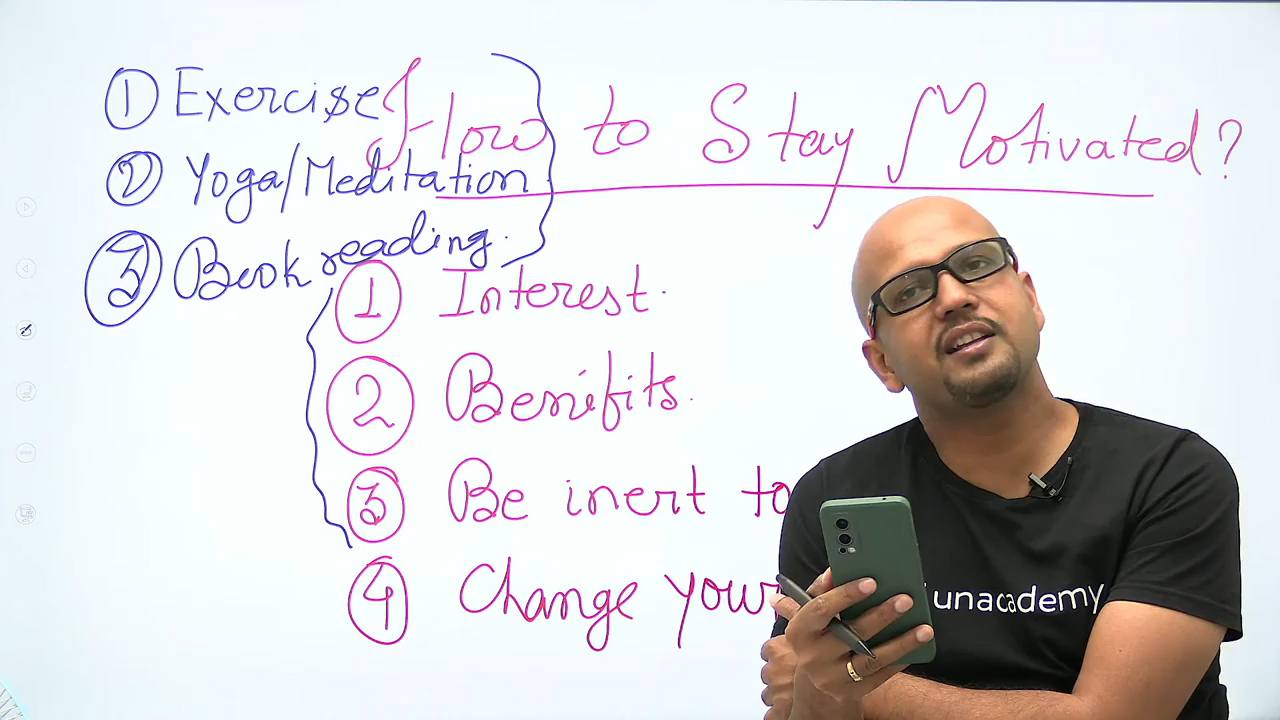 How to Stay Motivated?
① Exercise
② Yoga/Meditation
③ Book reading.
① Interest.
② Benifits.
③ Be inert to
④ Change your
unacademy